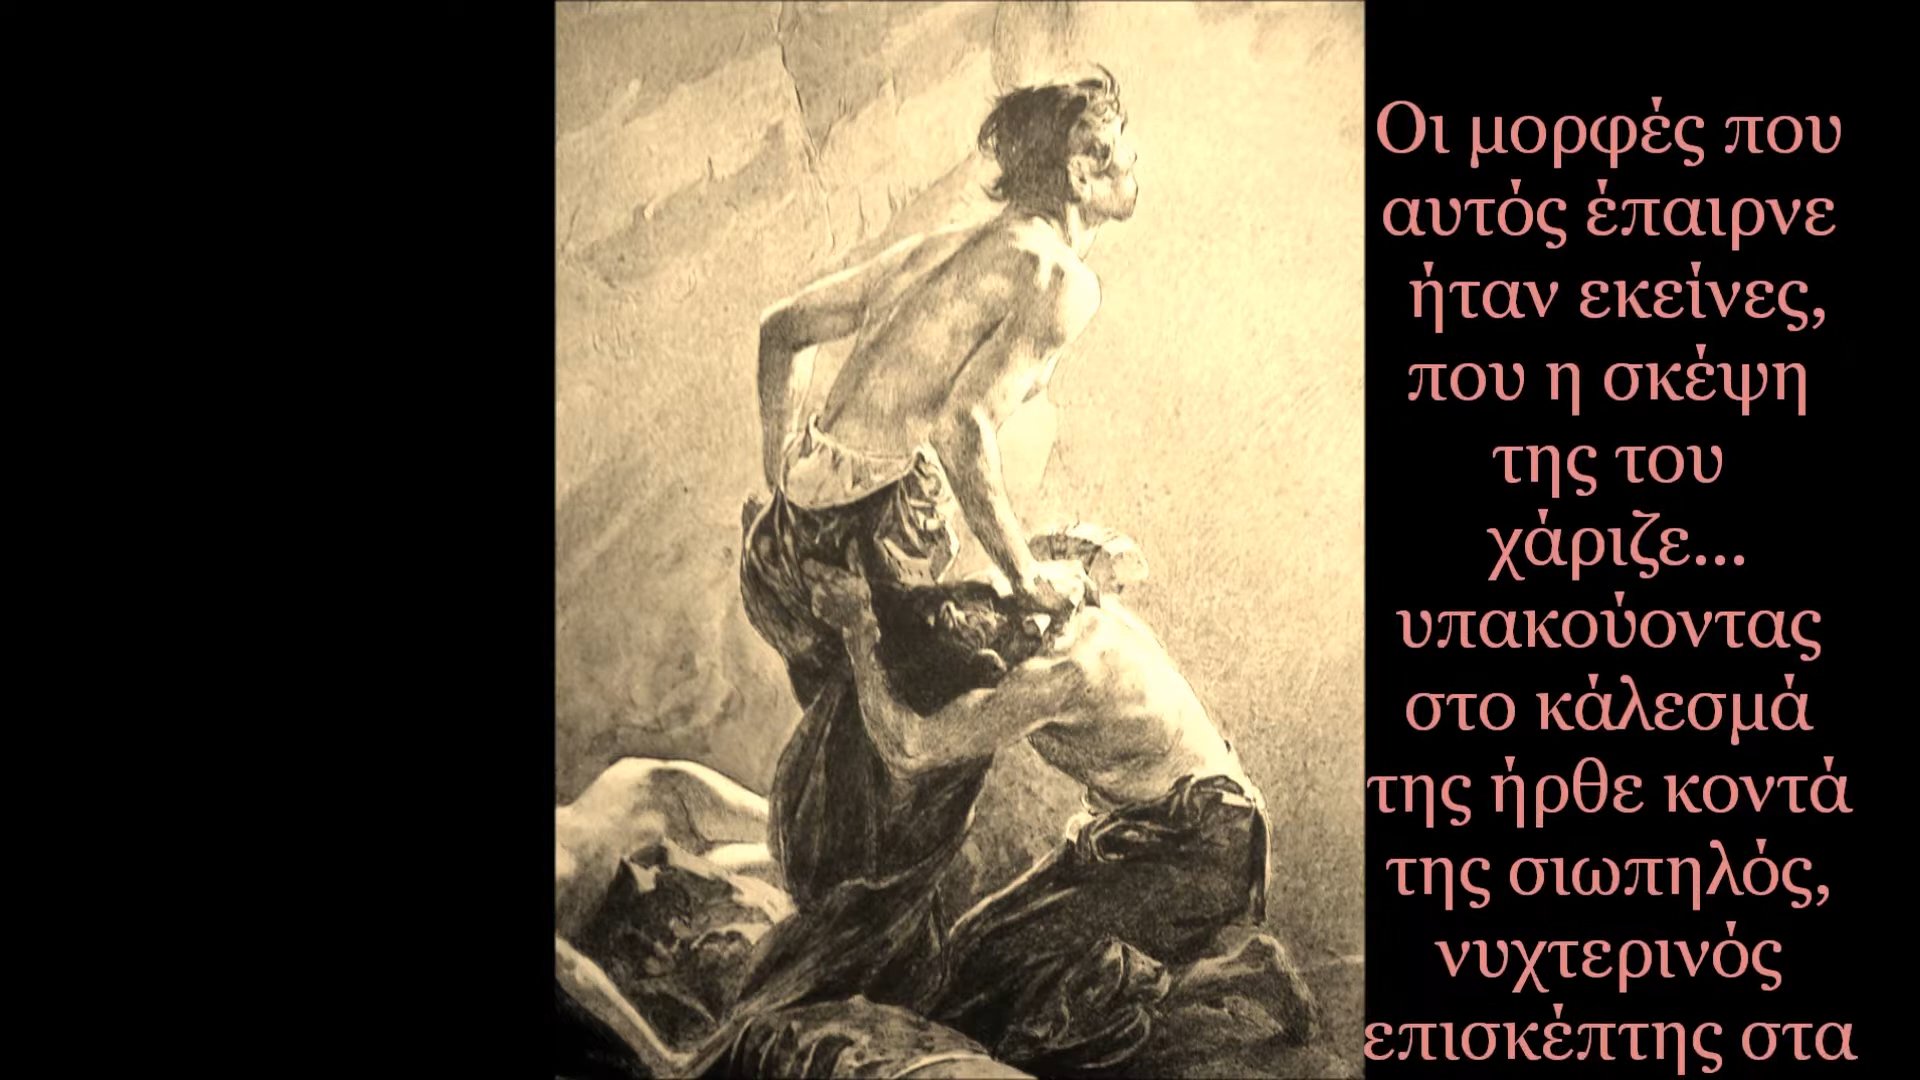 Οι μορφές που
αυτός έπαιρνε
ήταν εκείνες,
που η σκέψη
της του
χάριζε...
υπακούοντας
στο κάλεσμά
της ήρθε κοντά
της σιωπηλός,
νυχτερινός
επισκέπτης στα